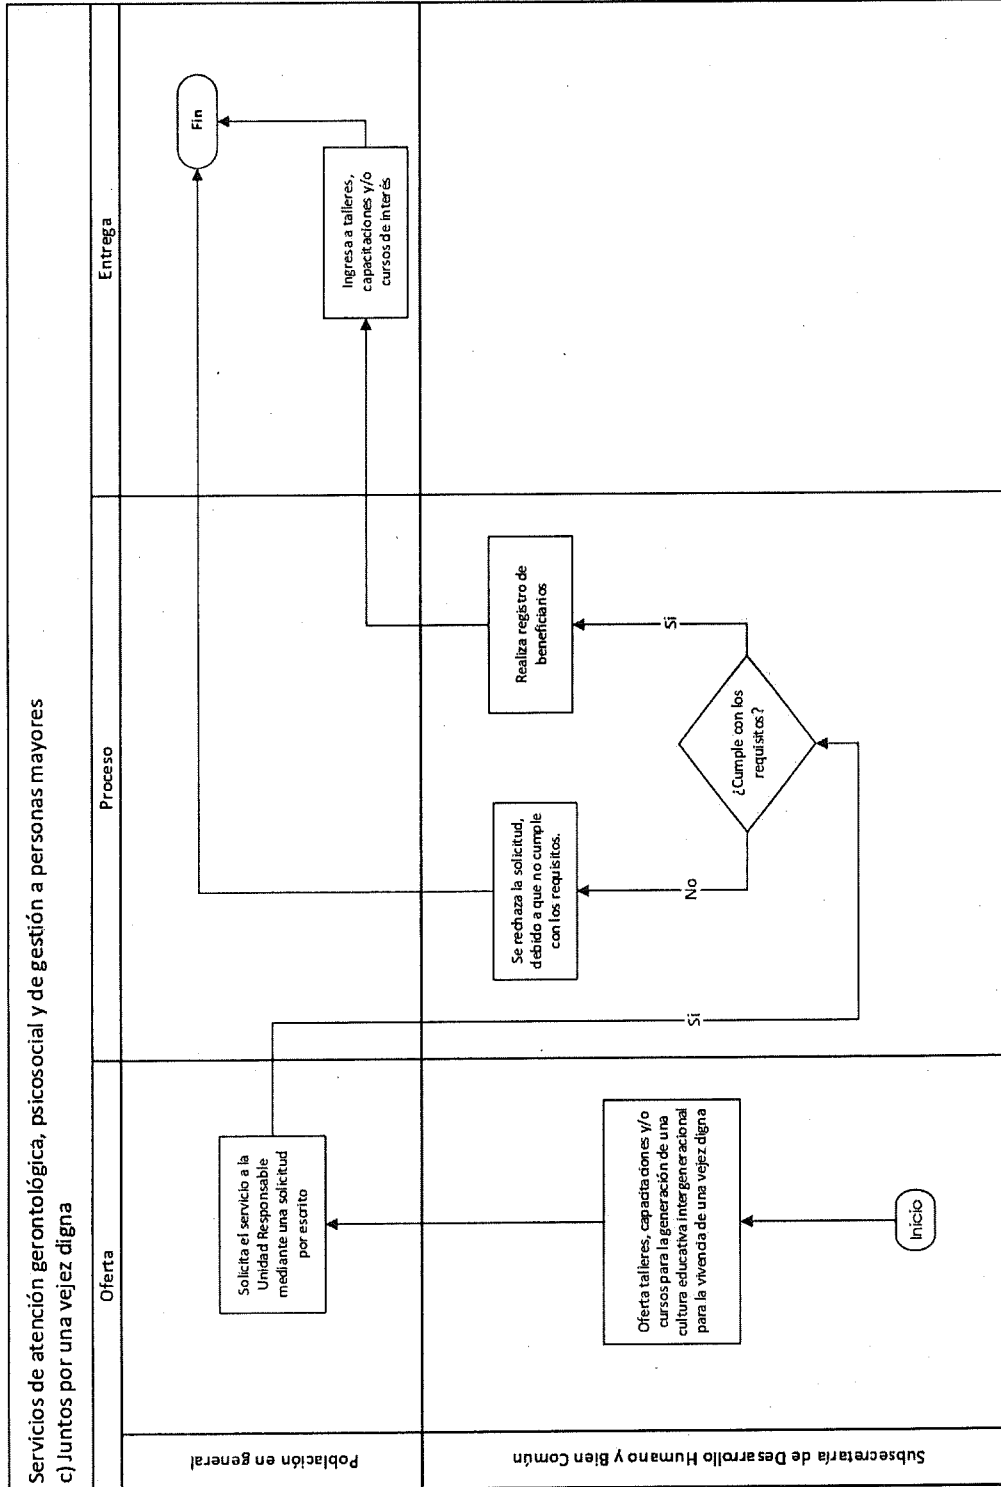 Servicios de atención gerontológica, psicosocial y de gestión a personas mayores
c) Juntos por una vejez digna
Oferta
Proceso
Entrega
Población en general
Solicita el servicio a la
Unidad Responsable
mediante una solicitud
por escrito
Ingresa a talleres,
capacitaciones y/o
cursos de interés
Fin
Subsecretaría de Desarrollo Humano y Bien Común
Inicio
Oferta talleres, capacitaciones y/o
cursos para la generación de una
cultura educativa intergeneracional
para la vivencia de una vejez digna
Si
¿Cumple con los
requisitos?
No
Se rechaza la solicitud,
debido a que no cumple
con los requisitos.
Si
Realiza registro de
beneficiarios